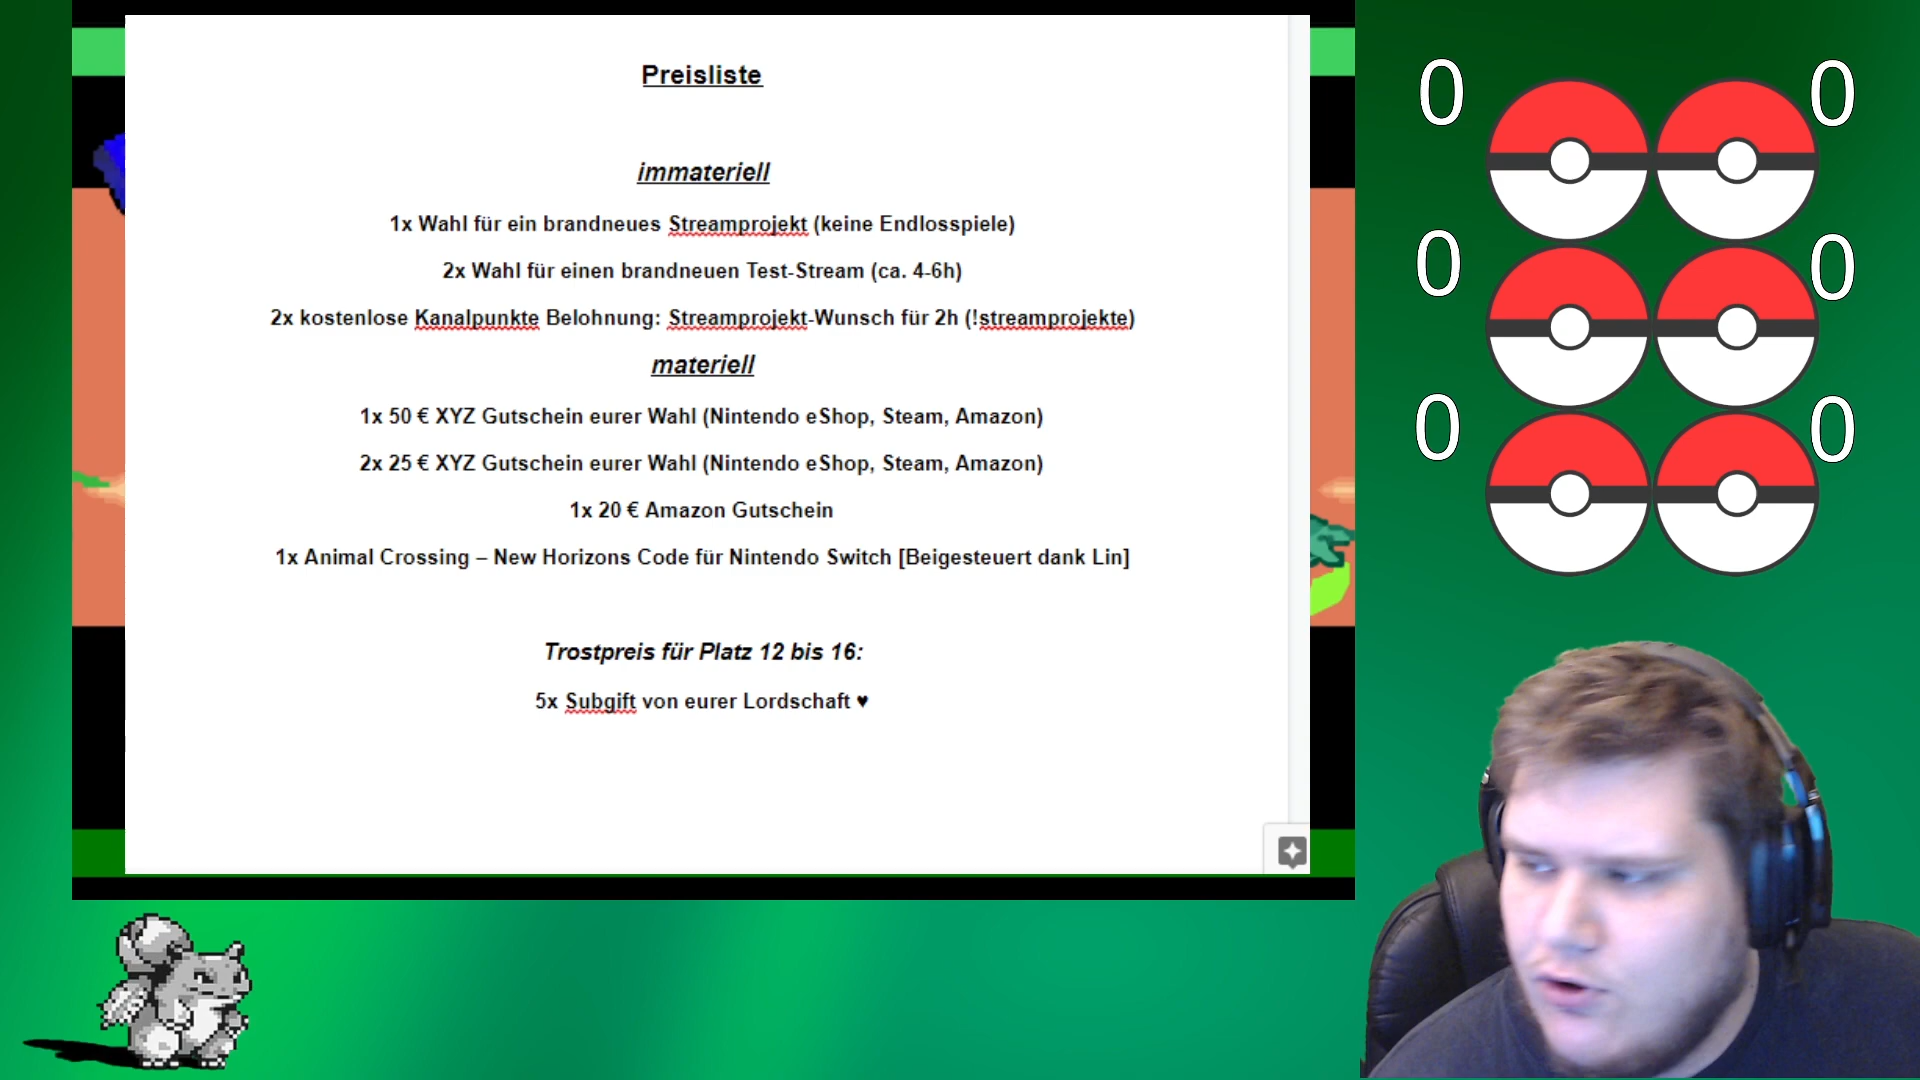 Preisliste
immateriell
1x Wahl für ein brandneues Streamprojekt (keine Endlosspiele)
2x Wahl für einen brandneuen Test-Stream (ca. 4-6h)
2x kostenlose Kanalpunkte Belohnung: Streamprojekt-Wunsch für 2h (!streamprojekte)
materiell
1x 50 € XYZ Gutschein eurer Wahl (Nintendo eShop, Steam, Amazon)
2x 25 € XYZ Gutschein eurer Wahl (Nintendo eShop, Steam, Amazon)
1x 20 € Amazon Gutschein
1x Animal Crossing – New Horizons Code für Nintendo Switch [Beigesteuert dank Lin]
Trostpreis für Platz 12 bis 16:
5x Subgift von eurer Lordschaft ♥
0 0
0 0
0 0